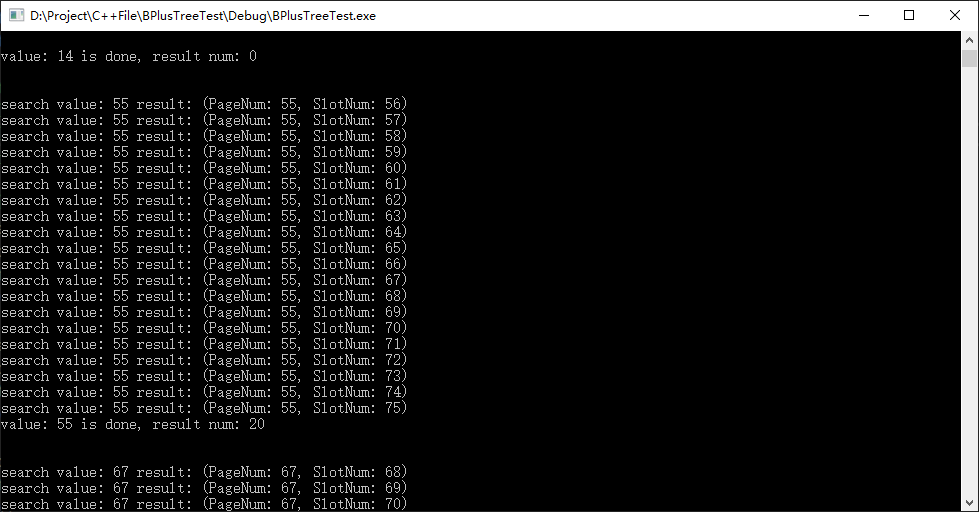 D:\Project\C++File\BPlusTreeTest\Debug\BPlusTreeTest.exe
value: 14 is done, result num: 0
search value: 55 result: (PageNum: 55, SlotNum: 56)
search value: 55 result: (PageNum: 55, SlotNum: 57)
search value: 55 result: (PageNum: 55, SlotNum: 58)
search value: 55 result: (PageNum: 55, SlotNum: 59)
search value: 55 result: (PageNum: 55, SlotNum: 60)
search value: 55 result: (PageNum: 55, SlotNum: 61)
search value: 55 result: (PageNum: 55, SlotNum: 62)
search value: 55 result: (PageNum: 55, SlotNum: 63)
search value: 55 result: (PageNum: 55, SlotNum: 64)
search value: 55 result: (PageNum: 55, SlotNum: 65)
search value: 55 result: (PageNum: 55, SlotNum: 66)
search value: 55 result: (PageNum: 55, SlotNum: 67)
search value: 55 result: (PageNum: 55, SlotNum: 68)
search value: 55 result: (PageNum: 55, SlotNum: 69)
search value: 55 result: (PageNum: 55, SlotNum: 70)
search value: 55 result: (PageNum: 55, SlotNum: 71)
search value: 55 result: (PageNum: 55, SlotNum: 72)
search value: 55 result: (PageNum: 55, SlotNum: 73)
search value: 55 result: (PageNum: 55, SlotNum: 74)
search value: 55 result: (PageNum: 55, SlotNum: 75)
value: 55 is done, result num: 20
search value: 67 result: (PageNum: 67, SlotNum: 68)
search value: 67 result: (PageNum: 67, SlotNum: 69)
search value: 67 result: (PageNum: 67, SlotNum: 70)